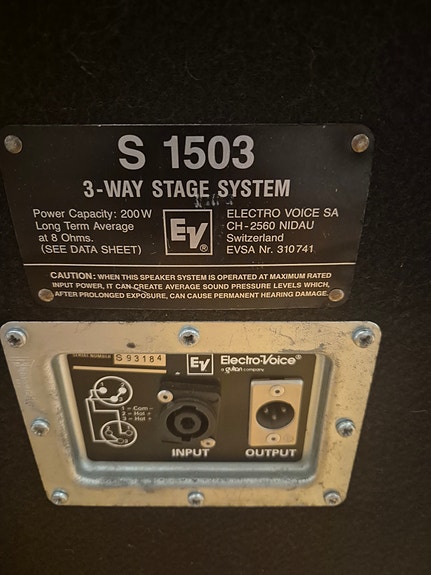 S 1503
3-WAY STAGE SYSTEM
Power Capacity: 200 W
Long Term Average
at 8 Ohms.
(SEE DATA SHEET)
EV®
ELECTRO VOICE SA
CH-2560 NIDAU
Switzerland
EVSA Nr. 310741
CAUTION: WHEN THIS SPEAKER SYSTEM IS OPERATED AT MAXIMUM RATED
INPUT POWER, IT CAN CREATE AVERAGE SOUND PRESSURE LEVELS WHICH,
AFTER PROLONGED EXPOSURE, CAN CAUSE PERMANENT HEARING DAMAGE.
SERIAL NUMBER S 93184
EV Electro-Voice®
a gulton company
1 = Com –
2 = Hot +
3 = Hot +
INPUT
OUTPUT